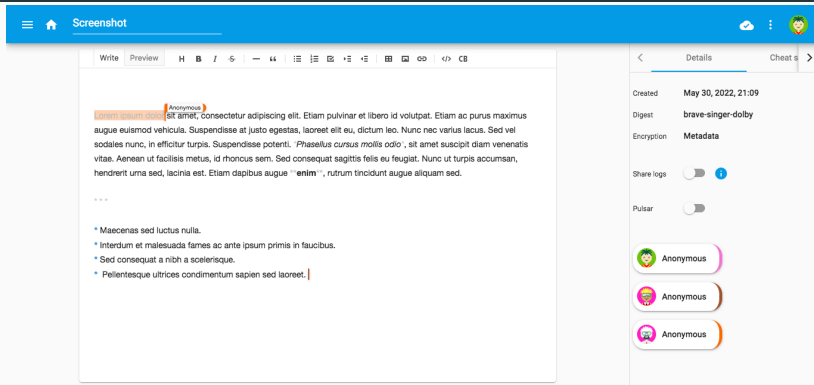 Screenshot
Write Preview H B I S — “ </> CB
Details Cheat s
Anonymous
Lorem ipsum dolor sit amet, consectetur adipiscing elit. Etiam pulvinar et libero id volutpat. Etiam ac purus maximus
augue euismod vehicula. Suspendisse at justo egestas, laoreet elit eu, dictum leo. Nunc nec varius lacus. Sed vel
sodales nunc, in efficitur turpis. Suspendisse potenti. *Phasellus cursus mollis odio*, sit amet suscipit diam venenatis
vitae. Aenean ut facilisis metus, id rhoncus sem. Sed consequat sagittis felis eu feugiat. Nunc ut turpis accumsan,
hendrerit urna sed, lacinia est. Etiam dapibus augue **enim**, rutrum tincidunt augue aliquam sed.
***
* Maecenas sed luctus nulla.
* Interdum et malesuada fames ac ante ipsum primis in faucibus.
* Sed consequat a nibh a scelerisque.
* Pellentesque ultrices condimentum sapien sed laoreet.
Created May 30, 2022, 21:09
Digest brave-singer-dolby
Encryption Metadata
Share logs
Pulsar
Anonymous
Anonymous
Anonymous